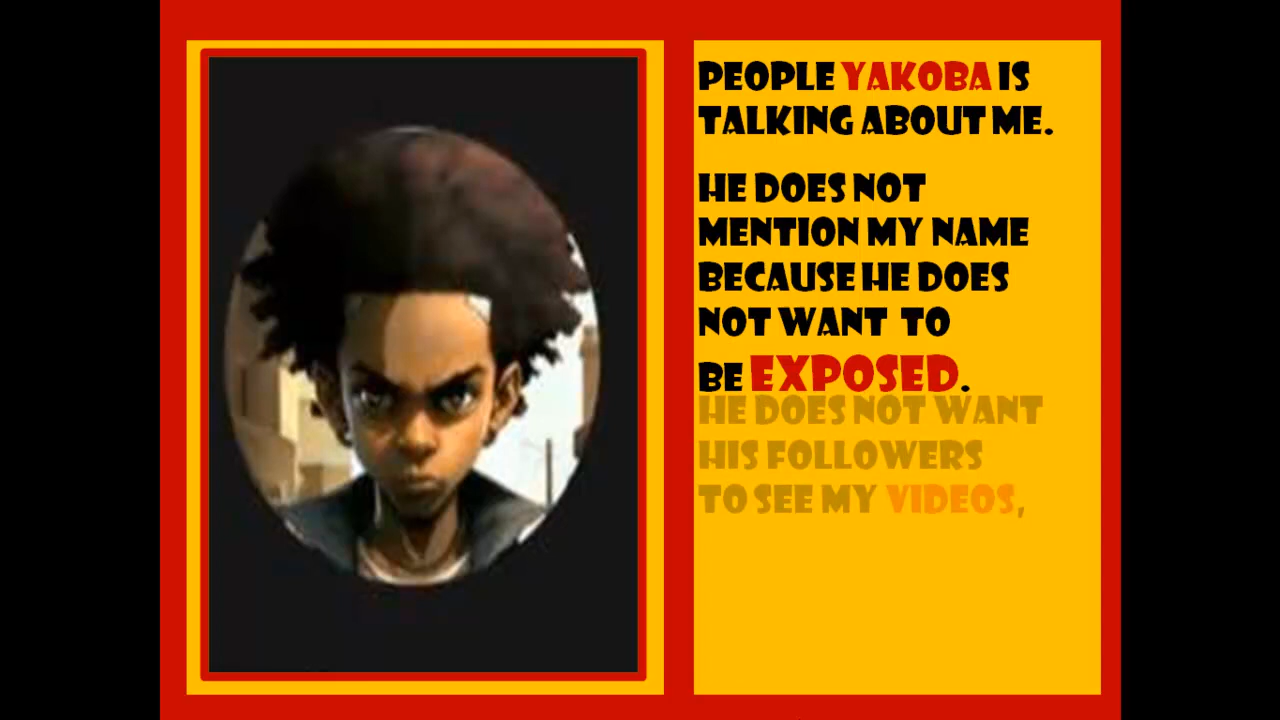 PEOPLE YAKOBA IS
TALKING ABOUT ME.
HE DOES NOT
MENTION MY NAME
BECAUSE HE DOES
NOT WANT TO
BE EXPOSED.
HE DOES NOT WANT
HIS FOLLOWERS
TO SEE MY VIDEOS,